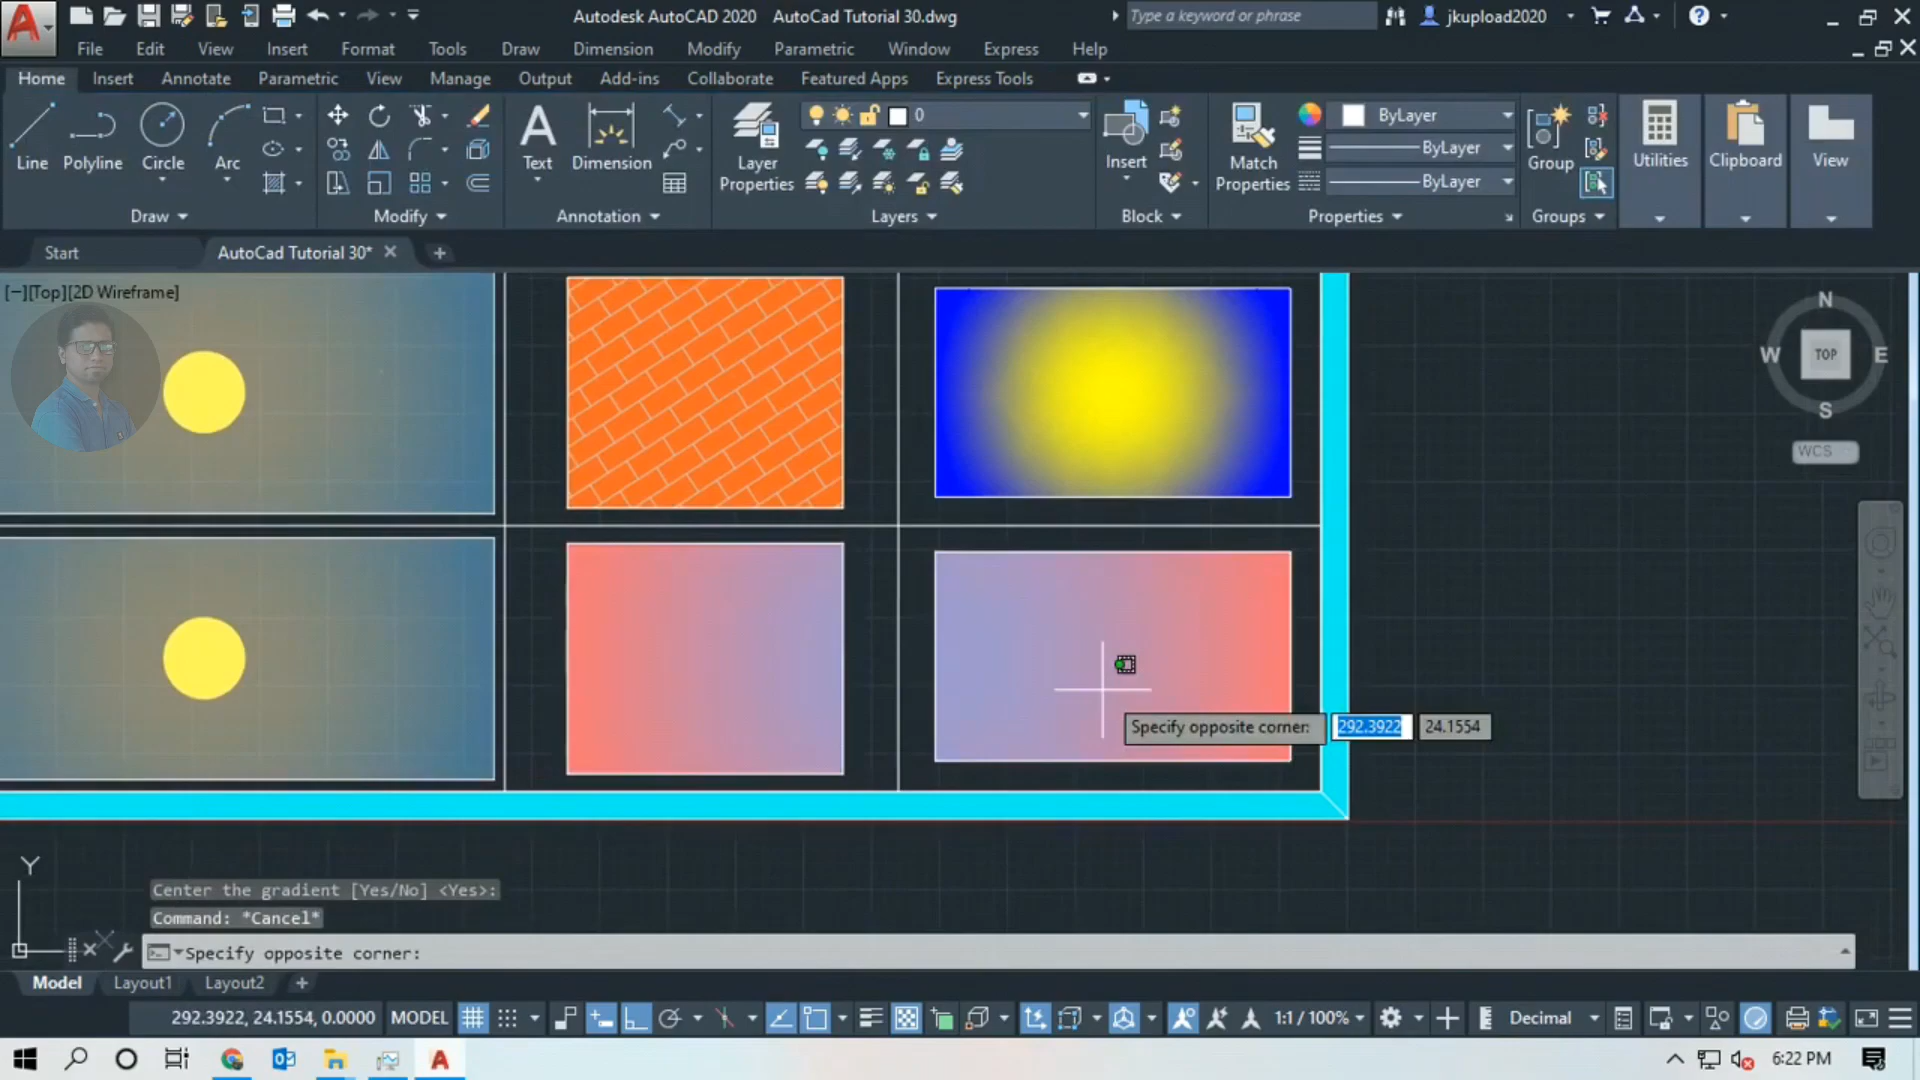 Autodesk AutoCAD 2020 AutoCad Tutorial 30.dwg
Type a keyword or phrase
jkupload2020
File Edit View Insert Format Tools Draw Dimension Modify Parametric Window Express Help
Home Insert Annotate Parametric View Manage Output Add-ins Collaborate Featured Apps Express Tools
0
ByLayer
Line Polyline Circle Arc
Text Dimension
Layer Properties
Insert
Match Properties
ByLayer
ByLayer
Group
Utilities Clipboard View
Draw Modify Annotation Layers Block Properties Groups
Start AutoCad Tutorial 30*
[−][Top][2D Wireframe]
N
W TOP E
S
WCS
Specify opposite corner: 292.3922 24.1554
Y
Center the gradient [Yes/No] <Yes>:
Command: *Cancel*
Specify opposite corner:
Model Layout1 Layout2
292.3922, 24.1554, 0.0000 MODEL 1:1 / 100% Decimal
6:22 PM